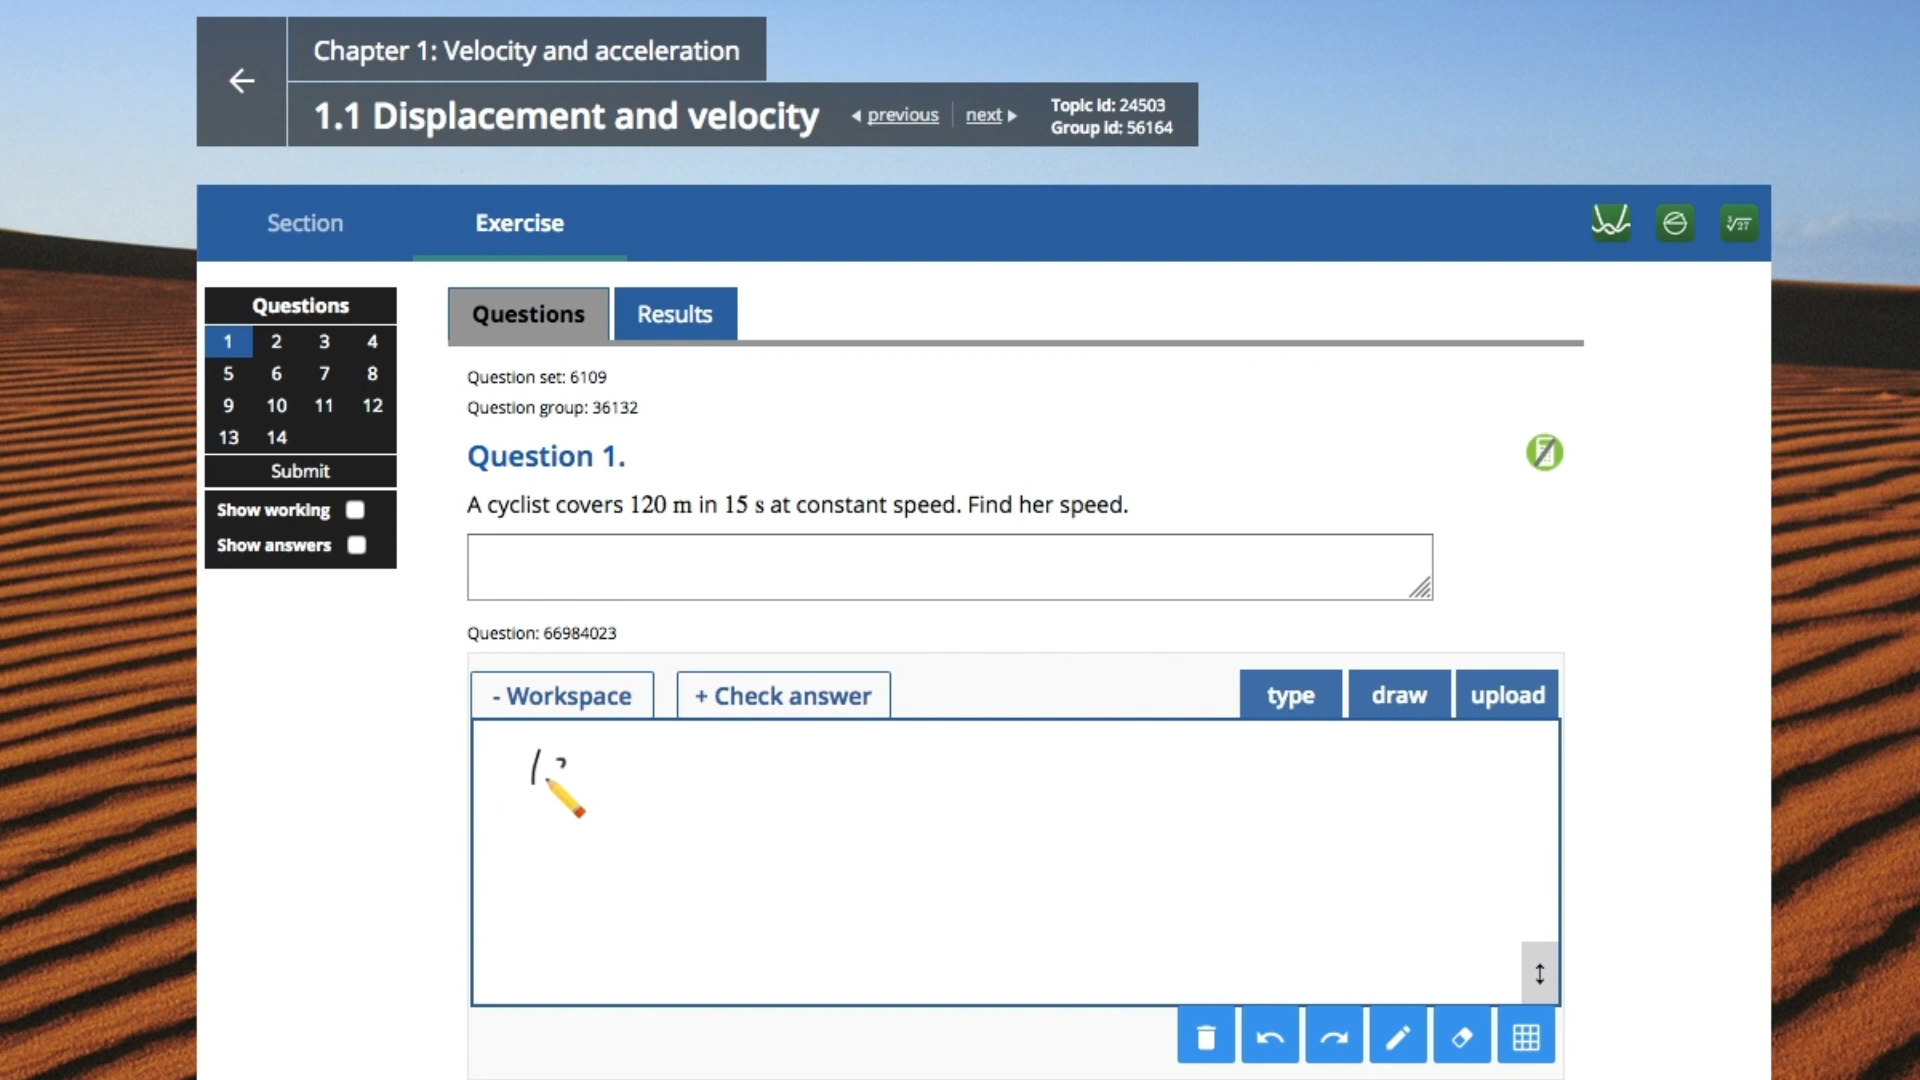 Chapter 1: Velocity and acceleration
1.1 Displacement and velocity previous next Topic Id: 24503
Group Id: 56164
Section Exercise
Questions
1 2 3 4
5 6 7 8
9 10 11 12
13 14
Submit
Show working
Show answers
Questions Results
Question set: 6109
Question group: 36132
Question 1.
A cyclist covers 120 m in 15 s at constant speed. Find her speed.
Question: 66984023
- Workspace + Check answer type draw upload